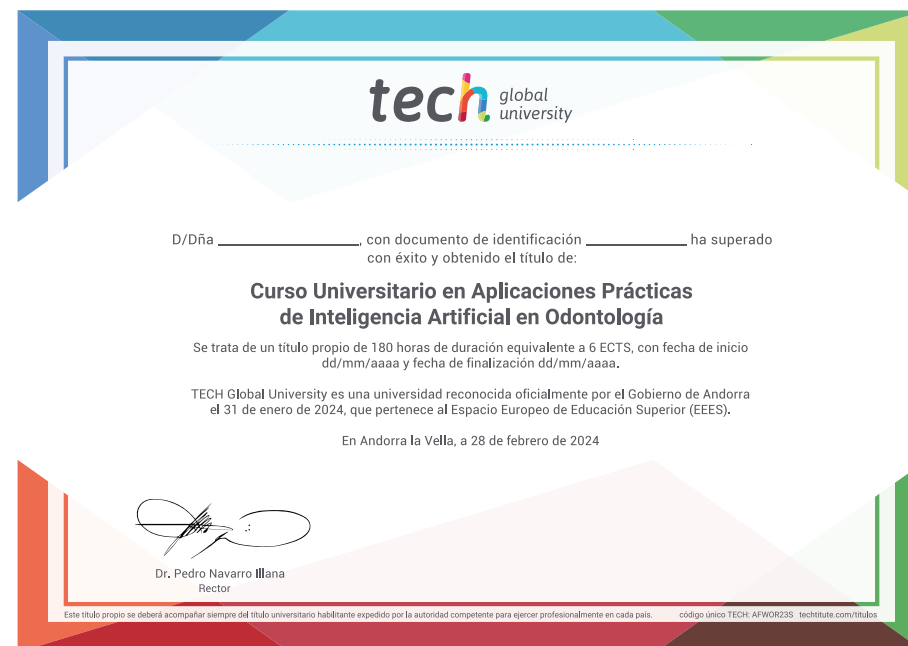 tech global university
D/Dña ____________________, con documento de identificación ______________ ha superado
con éxito y obtenido el título de:
Curso Universitario en Aplicaciones Prácticas
de Inteligencia Artificial en Odontología
Se trata de un título propio de 180 horas de duración equivalente a 6 ECTS, con fecha de inicio
dd/mm/aaaa y fecha de finalización dd/mm/aaaa.
TECH Global University es una universidad reconocida oficialmente por el Gobierno de Andorra
el 31 de enero de 2024, que pertenece al Espacio Europeo de Educación Superior (EEES).
En Andorra la Vella, a 28 de febrero de 2024
Dr. Pedro Navarro Illana
Rector
Este título propio se deberá acompañar siempre del título universitario habilitante expedido por la autoridad competente para ejercer profesionalmente en cada país. código único TECH: AFWOR23S techtitute.com/titulos